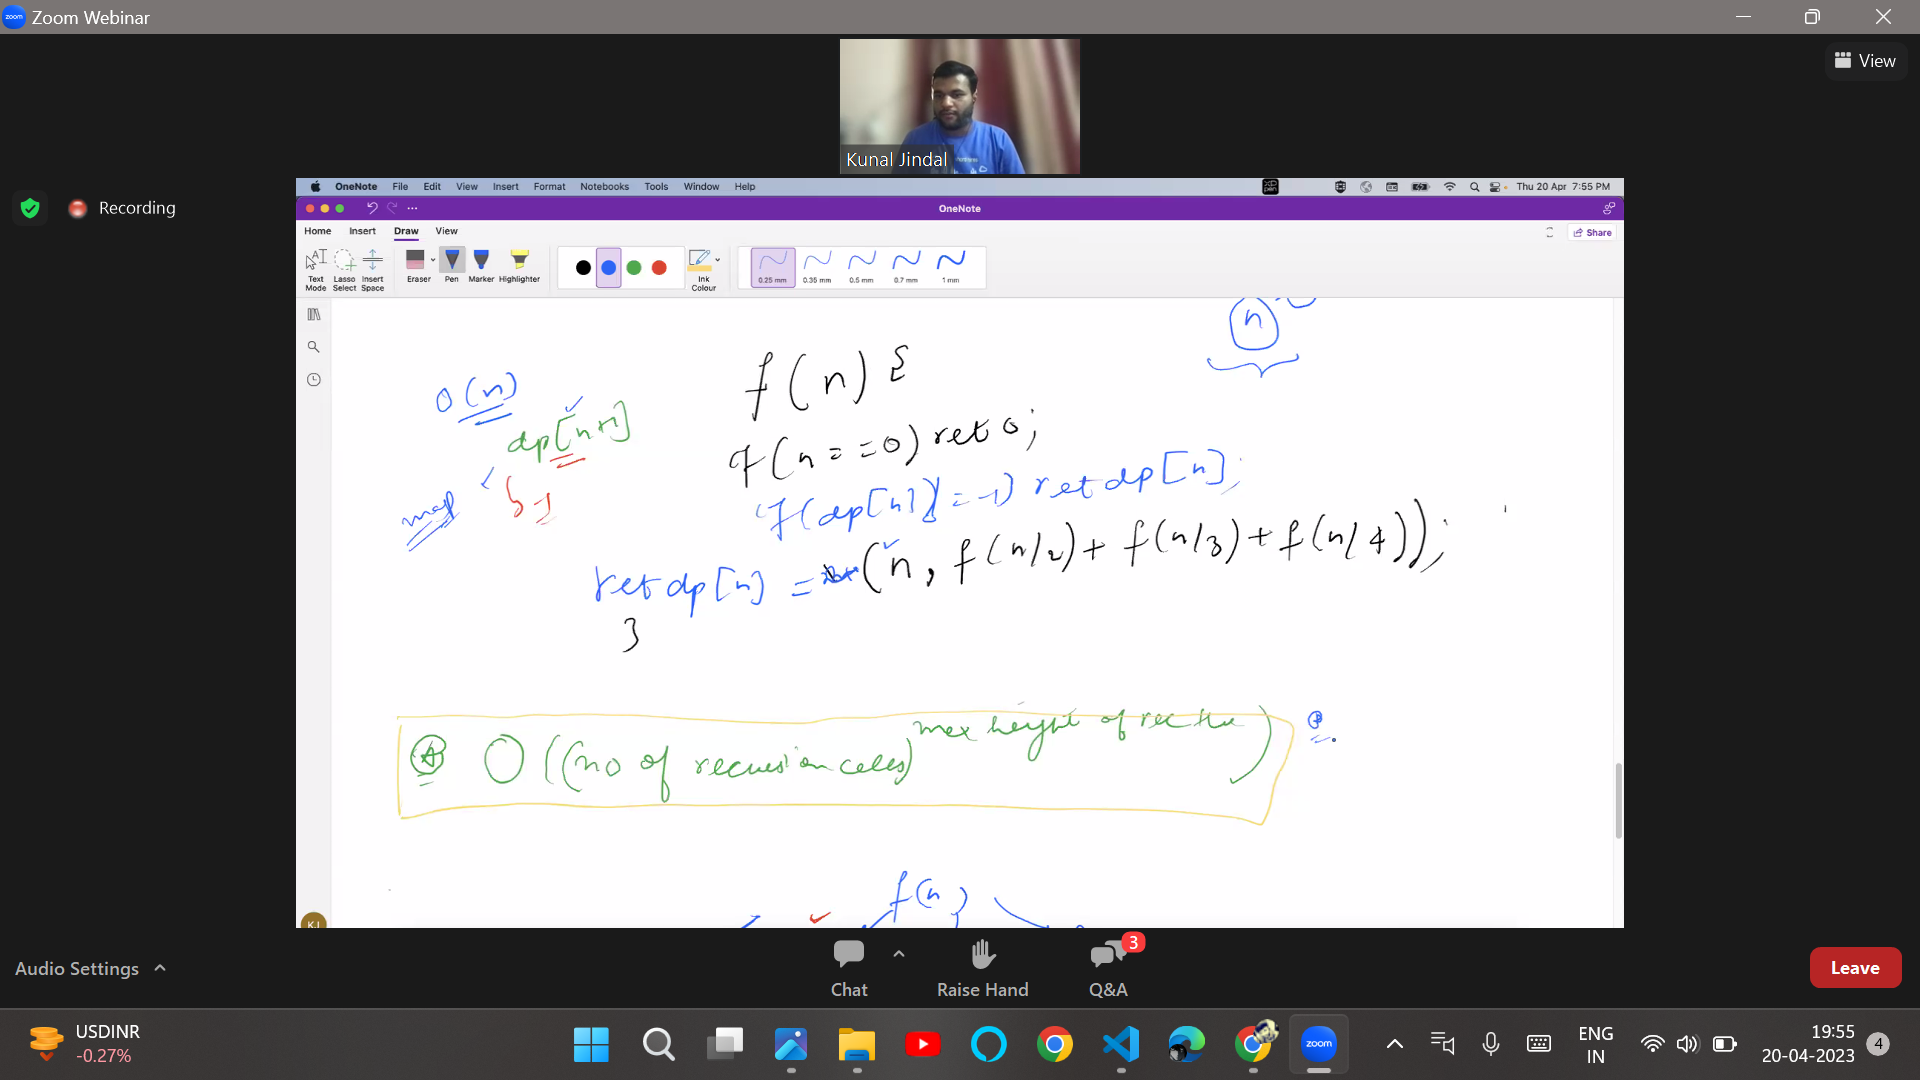 Zoom Webinar
View
Kunal Jindal
Recording
OneNote File Edit View Insert Format Notebooks Tools Window Help
Thu 20 Apr 7:55 PM
OneNote
Home Insert Draw View
Share
Text Mode
Lasso Select
Insert Space
Eraser
Pen
Marker
Highlighter
Ink Colour
0.25 mm
0.35 mm
0.5 mm
0.7 mm
1 mm
n
f(n) {
O(n)
dp[n+1]
if(n==0) ret 0;
map
-1
if(dp[n]!=-1) ret dp[n];
ret dp[n] = (n, f(n/2) + f(n/3) + f(n/4));
}
O((no of recursion calls) max height of rec tree)
f(n)
KJ
Audio Settings
Chat
Raise Hand
3
Q&A
Leave
USDINR
-0.27%
zoom
ENG
IN
19:55
20-04-2023
4